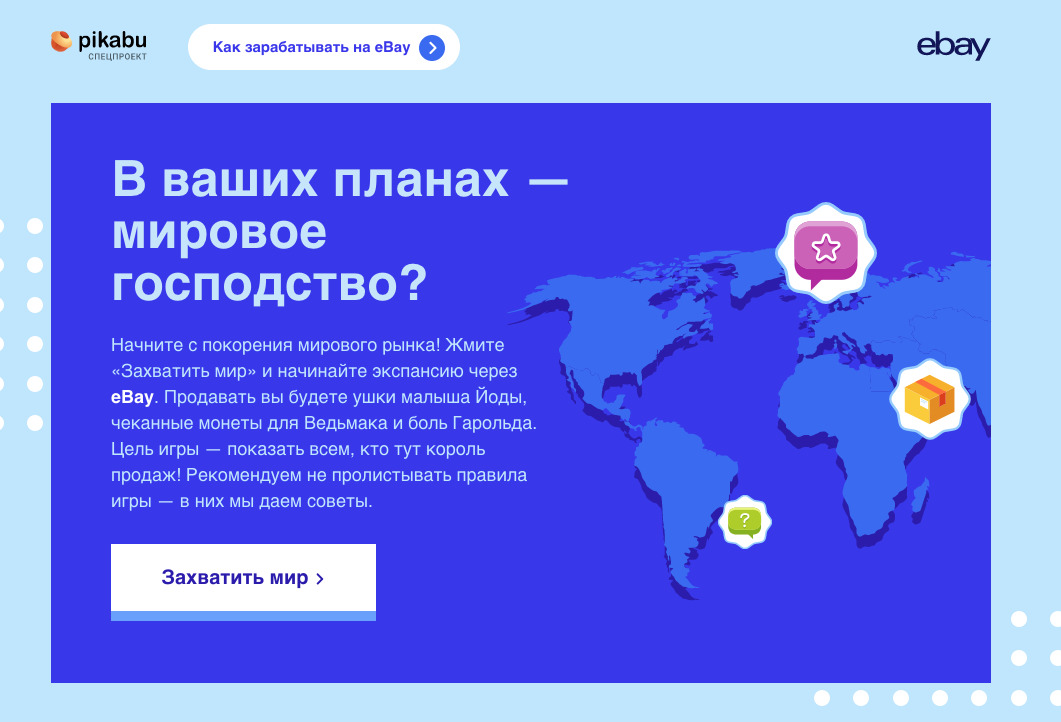 pikabu
СПЕЦПРОЕКТ
Как зарабатывать на eBay
ebay
В ваших планах —
мировое
господство?
Начните с покорения мирового рынка! Жмите
«Захватить мир» и начинайте экспансию через
eBay. Продавать вы будете ушки малыша Йоды,
чеканные монеты для Ведьмака и боль Гарольда.
Цель игры — показать всем, кто тут король
продаж! Рекомендуем не пролистывать правила
игры — в них мы даем советы.
?
Захватить мир